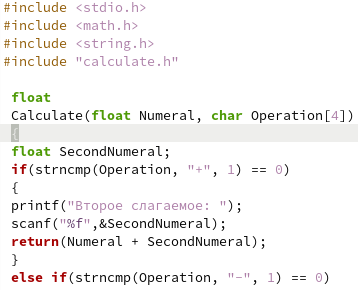 #include <stdio.h>
#include <math.h>
#include <string.h>
#include "calculate.h"
float
Calculate(float Numeral, char Operation[4])
{
float SecondNumeral;
if(strncmp(Operation, "+", 1) == 0)
{
printf("Второе слагаемое: ");
scanf("%f",&SecondNumeral);
return(Numeral + SecondNumeral);
}
else if(strncmp(Operation, "-", 1) == 0)